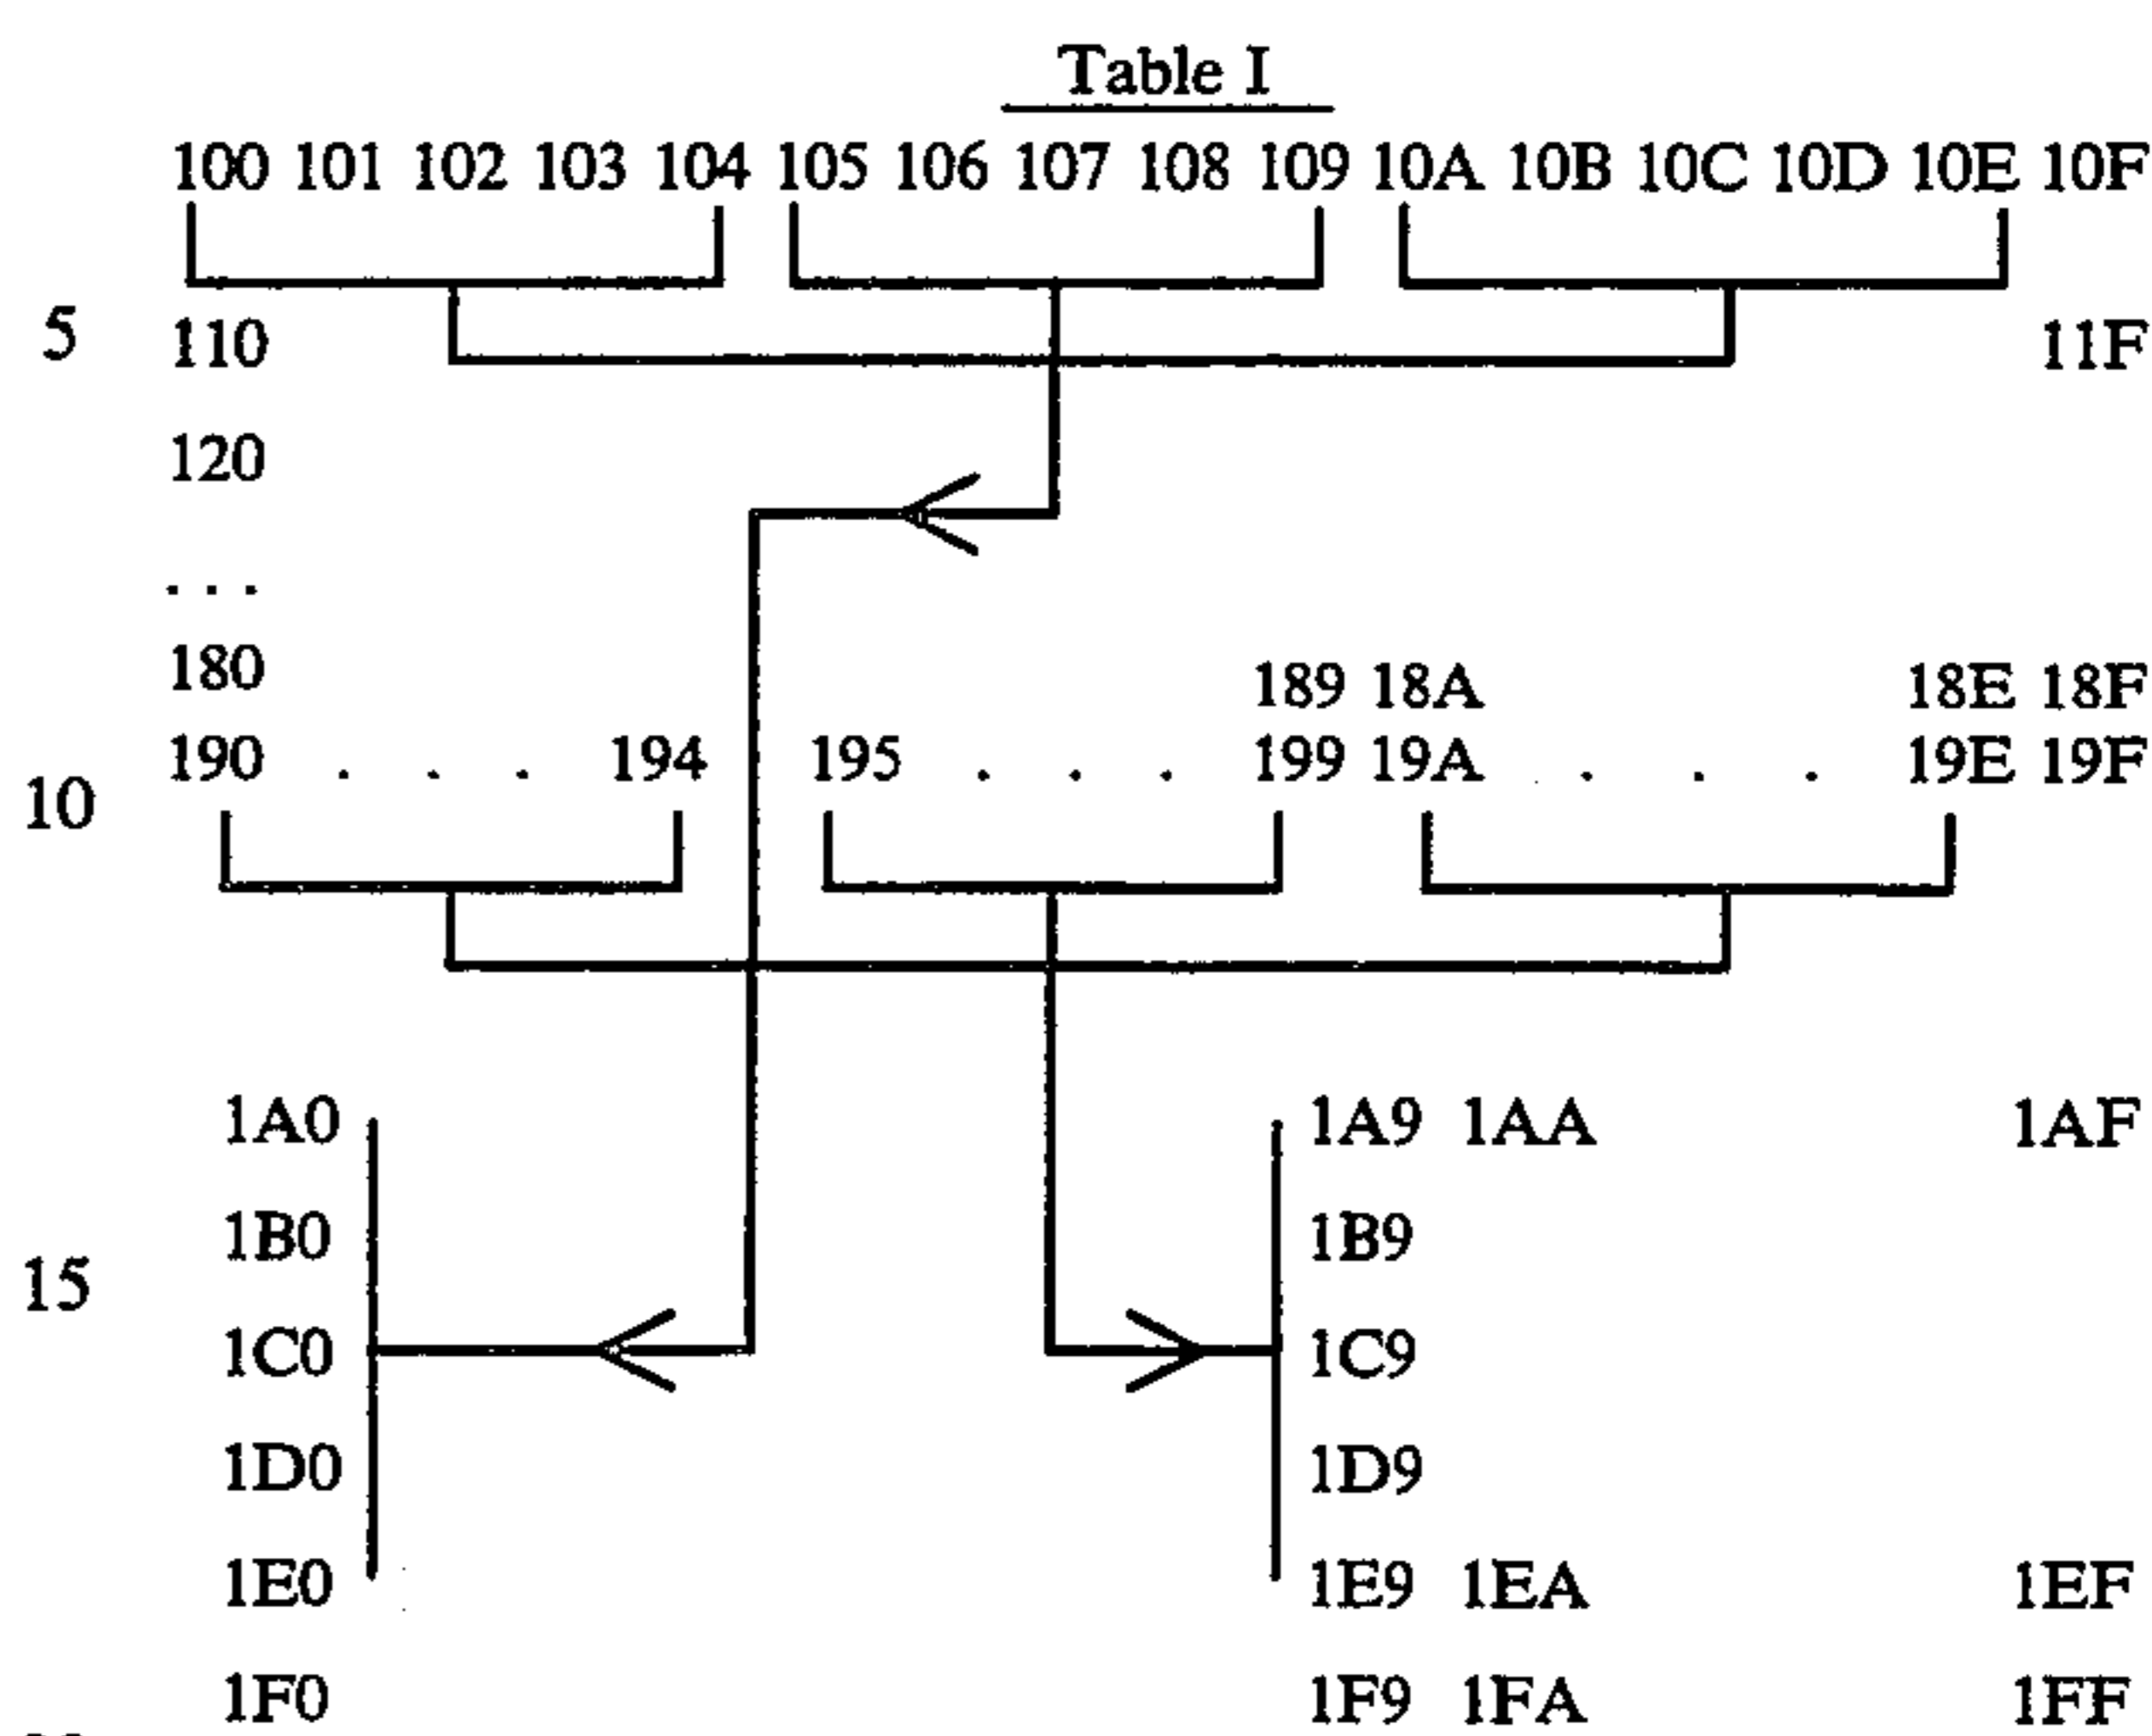 Table I
100 101 102 103 104 105 106 107 108 109 10A 10B 10C 10D 10E 10F
5 110 11F
120
. . .
180 189 18A 18E 18F
190 . . . 194 195 . . . 199 19A . . . 19E 19F
10
1A0 1A9 1AA 1AF
1B0 1B9
15
1C0 1C9
1D0 1D9
1E0 1E9 1EA 1EF
1F0 1F9 1FA 1FF